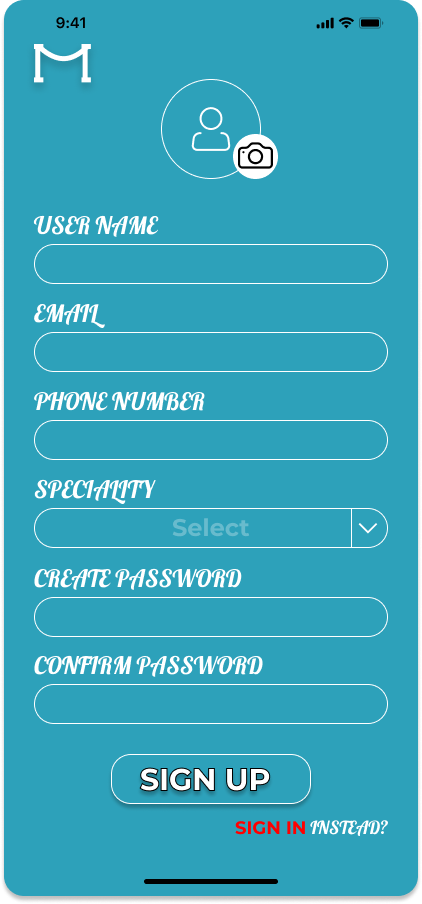 9:41
USER NAME
EMAIL
PHONE NUMBER
SPECIALITY
Select
CREATE PASSWORD
CONFIRM PASSWORD
SIGN UP
SIGN IN INSTEAD?